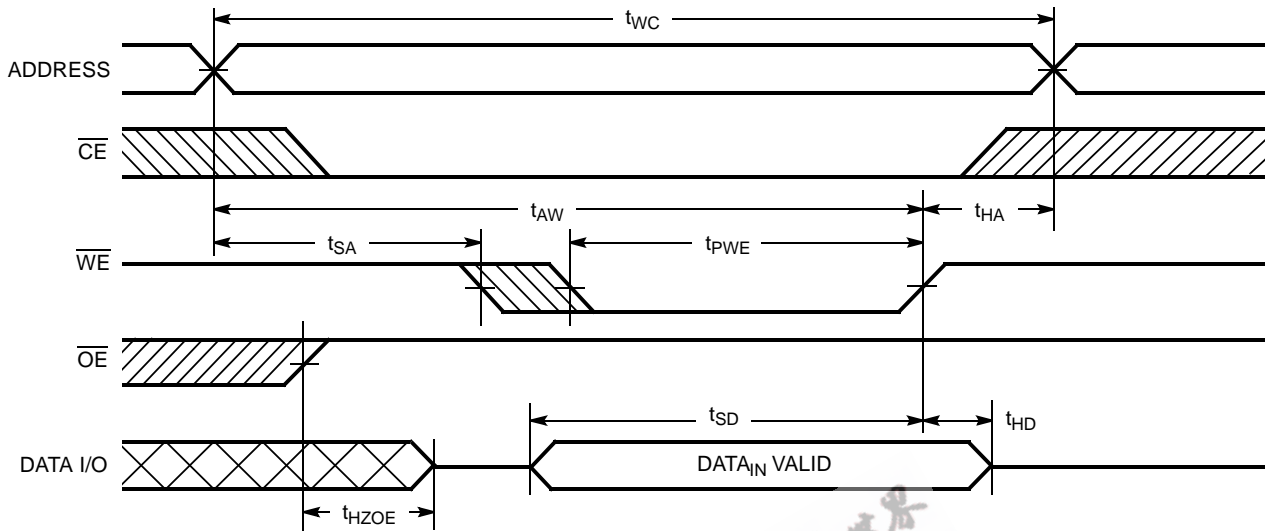 tWC
ADDRESS
CE
tAW
tHA
tSA
tPWE
WE
OE
tSD
tHD
DATA I/O
DATAIN VALID
tHZOE